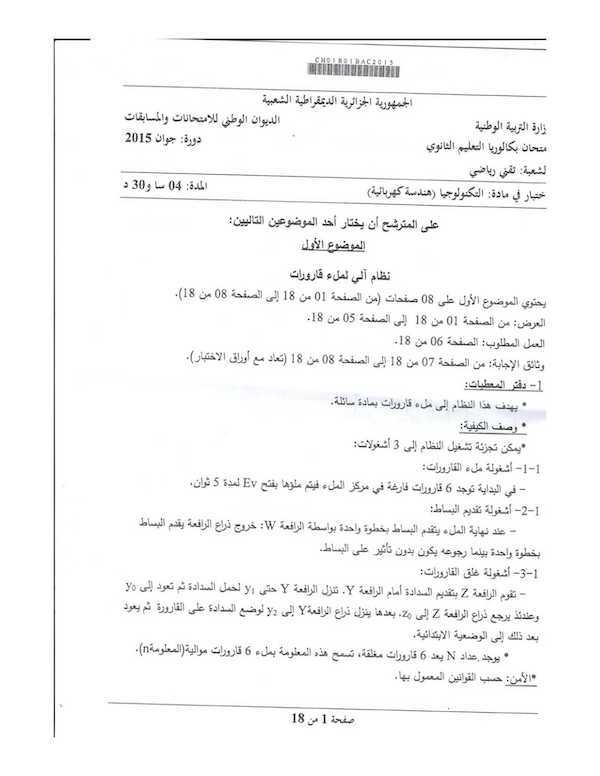 CH01B01BAC2015
الجمهورية الجزائرية الديمقراطية الشعبية
زارة التربية الوطنية
الديوان الوطني للامتحانات والمسابقات
متحان بكالوريا التعليم الثانوي
دورة: جوان 2015
لشعبة: تقني رياضي
ختبار في مادة: التكنولوجيا (هندسة كهربائية)
المدة: 04 سا و30 د
على المترشح أن يختار أحد الموضوعين التاليين:
الموضوع الأول
نظام آلي لملء قارورات
يحتوي الموضوع الأول على 08 صفحات (من الصفحة 01 من 18 إلى الصفحة 08 من 18).
العرض: من الصفحة 01 من 18 إلى الصفحة 05 من 18.
العمل المطلوب: الصفحة 06 من 18.
وثائق الإجابة: من الصفحة 07 من 18 إلى الصفحة 08 من 18 (تعاد مع أوراق الاختبار).
1- دفتر المعطيات:
* يهدف هذا النظام إلى ملء قارورات بمادة سائلة.
* وصف الكيفية:
*يمكن تجزئة تشغيل النظام إلى 3 أشغولات:
1-1- أشغولة ملء القارورات:
- في البداية توجد 6 قارورات فارغة في مركز الملء فيتم ملؤها بفتح Ev لمدة 5 ثوان.
1-2- أشغولة تقديم البساط:
- عند نهاية الملء يتقدم البساط بخطوة واحدة بواسطة الرافعة W: خروج ذراع الرافعة يقدم البساط
بخطوة واحدة بينما رجوعه يكون بدون تأثير على البساط.
1-3- أشغولة غلق القارورات:
- تقوم الرافعة Z بتقديم السدادة أمام الرافعة Y. تنزل الرافعة Y حتى y₁ لحمل السدادة ثم تعود إلى y₀
وعندئذ يرجع ذراع الرافعة Z إلى z₀، بعدها ينزل ذراع الرافعة Y إلى y₂ لوضع السدادة على القارورة ثم يعود
بعد ذلك إلى الوضعية الابتدائية.
* يوجد عداد N يعد 6 قارورات مغلقة، تسمح هذه المعلومة بملء 6 قارورات موالية(المعلومةn).
*الأمن: حسب القوانين المعمول بها.
صفحة 1 من 18